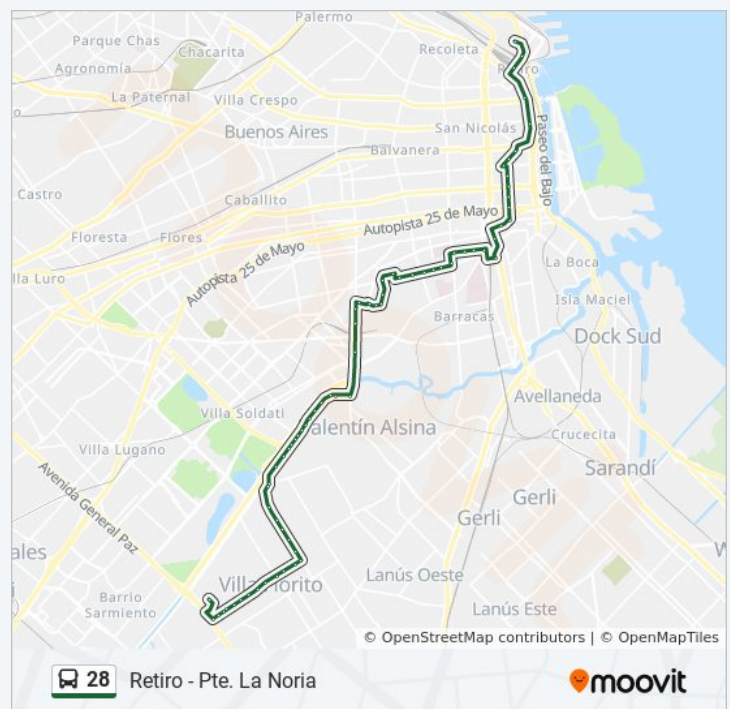 Palermo
Parque Chas
Chacarita
Recoleta
Agronomía
Retiro
La Paternal
Villa Crespo
San Nicolás
Buenos Aires
Balvanera
Paseo del Bajo
Castro
Caballito
Autopista 25 de Mayo
Floresta
Flores
Autopista 25 de Mayo
La Boca
lla Luro
Isla Maciel
Barracas
Dock Sud
Avellaneda
Villa Soldati
alentín Alsina
Crucecita
Villa Lugano
Sarandí
Avenida General Paz
Gerli
Gerli
ales
Lanús Oeste
Barrio
Sarmiento
Lanús Este
© OpenStreetMap contributors | © OpenMapTiles
28 Retiro - Pte. La Noria
moovit